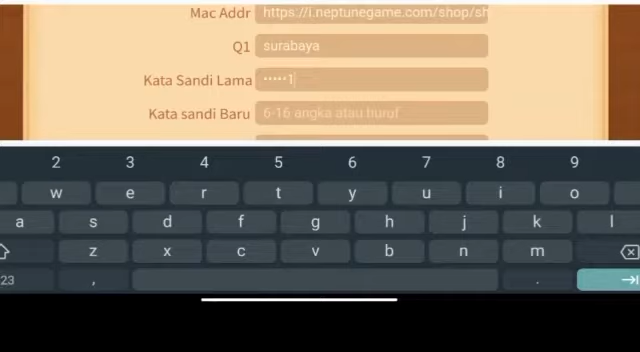 Mac Addr https://i.neptunegame.com/shop/sh
Q1 surabaya
Kata Sandi Lama •••••1
Kata sandi Baru 6-16 angka atau huruf
2 3 4 5 6 7 8 9
w e r t y u i o
a s d f g h j k l
z x c v b n m
23 , .